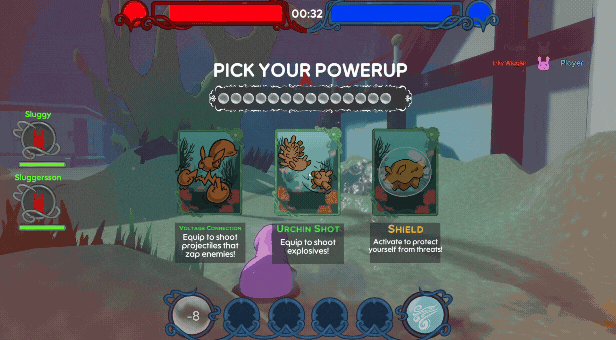 00:32
PICK YOUR POWERUP
Player
Sluggy
Sluggersson
VOLTAGE CONNECTION
Equip to shoot
projectiles that
zap enemies!
URCHIN SHOT
Equip to shoot
explosives!
SHIELD
Activate to protect
yourself from threats!
-8